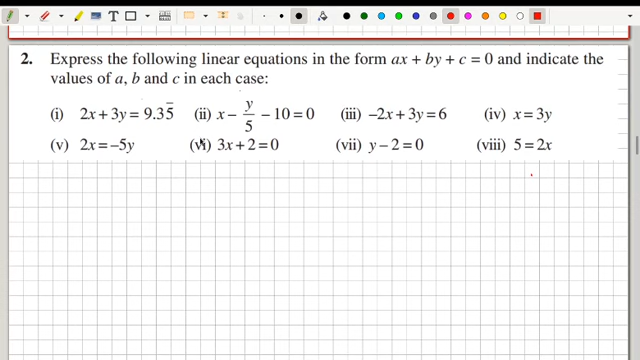 2. Express the following linear equations in the form ax + by + c = 0 and indicate the
values of a, b and c in each case:
(i) 2x + 3y = 9.35̅ (ii) x – y/5 – 10 = 0 (iii) –2x + 3y = 6 (iv) x = 3y
(v) 2x = –5y (vi) 3x + 2 = 0 (vii) y – 2 = 0 (viii) 5 = 2x